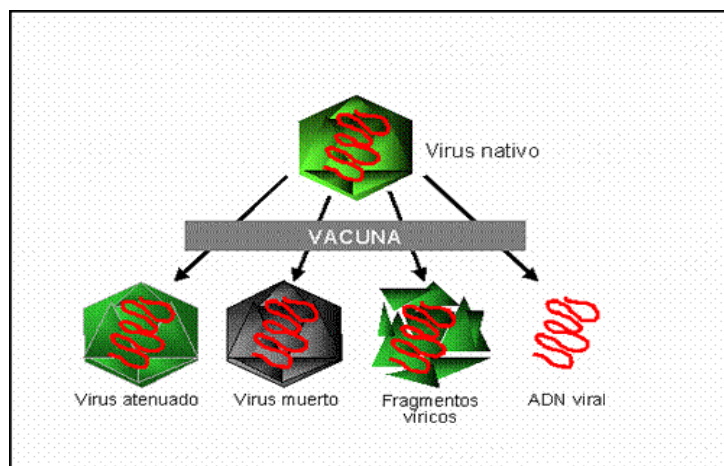 Virus nativo
VACUNA
Virus atenuado
Virus muerto
Fragmentos
víricos
ADN viral